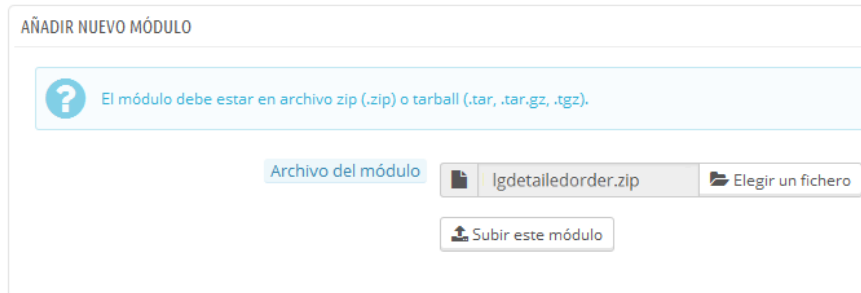 AÑADIR NUEVO MÓDULO
El módulo debe estar en archivo zip (.zip) o tarball (.tar, .tar.gz, .tgz).
Archivo del módulo lgdetailedorder.zip Elegir un fichero
Subir este módulo